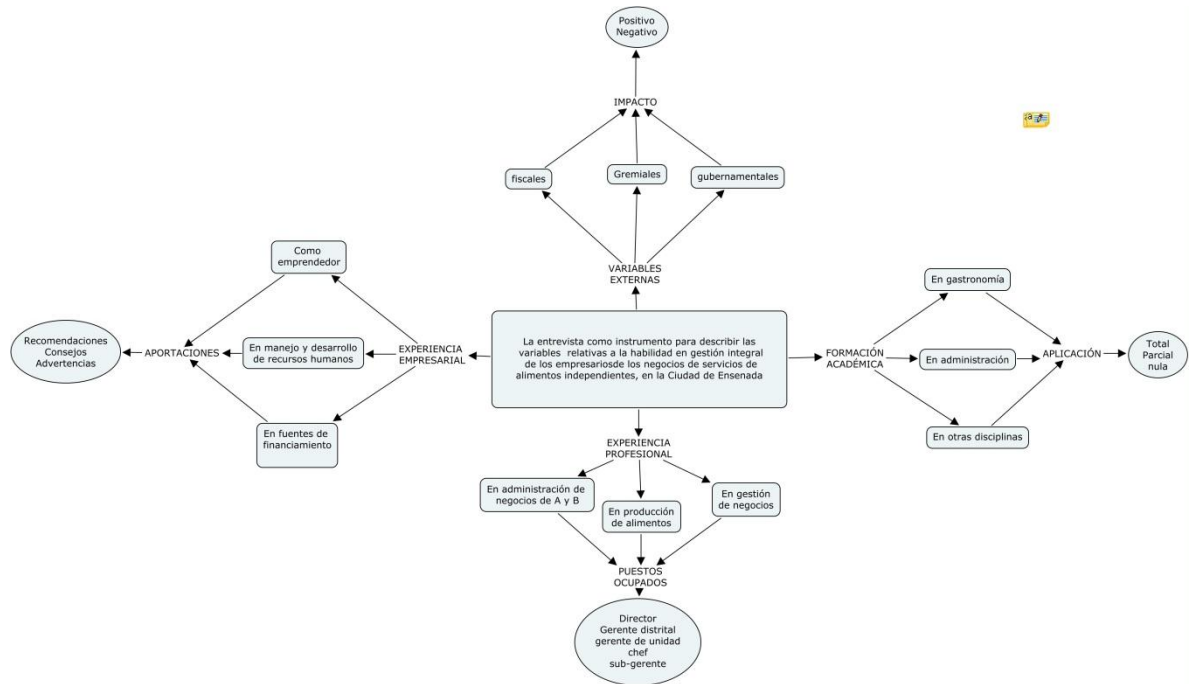 Positivo
Negativo
IMPACTO
fiscales
Gremiales
gubernamentales
VARIABLES
EXTERNAS
Como
emprendedor
En gastronomía
Recomendaciones
Consejos
Advertencias
APORTACIONES
En manejo y desarrollo
de recursos humanos
EXPERIENCIA
EMPRESARIAL
La entrevista como instrumento para describir las
variables relativas a la habilidad en gestión integral
de los empresariosde los negocios de servicios de
alimentos independientes, en la Ciudad de Ensenada
FORMACIÓN
ACADÉMICA
En administración
APLICACIÓN
Total
Parcial
nula
En fuentes de
financiamiento
En otras disciplinas
EXPERIENCIA
PROFESIONAL
En administración de
negocios de A y B
En producción
de alimentos
En gestión
de negocios
PUESTOS
OCUPADOS
Director
Gerente distrital
gerente de unidad
chef
sub-gerente